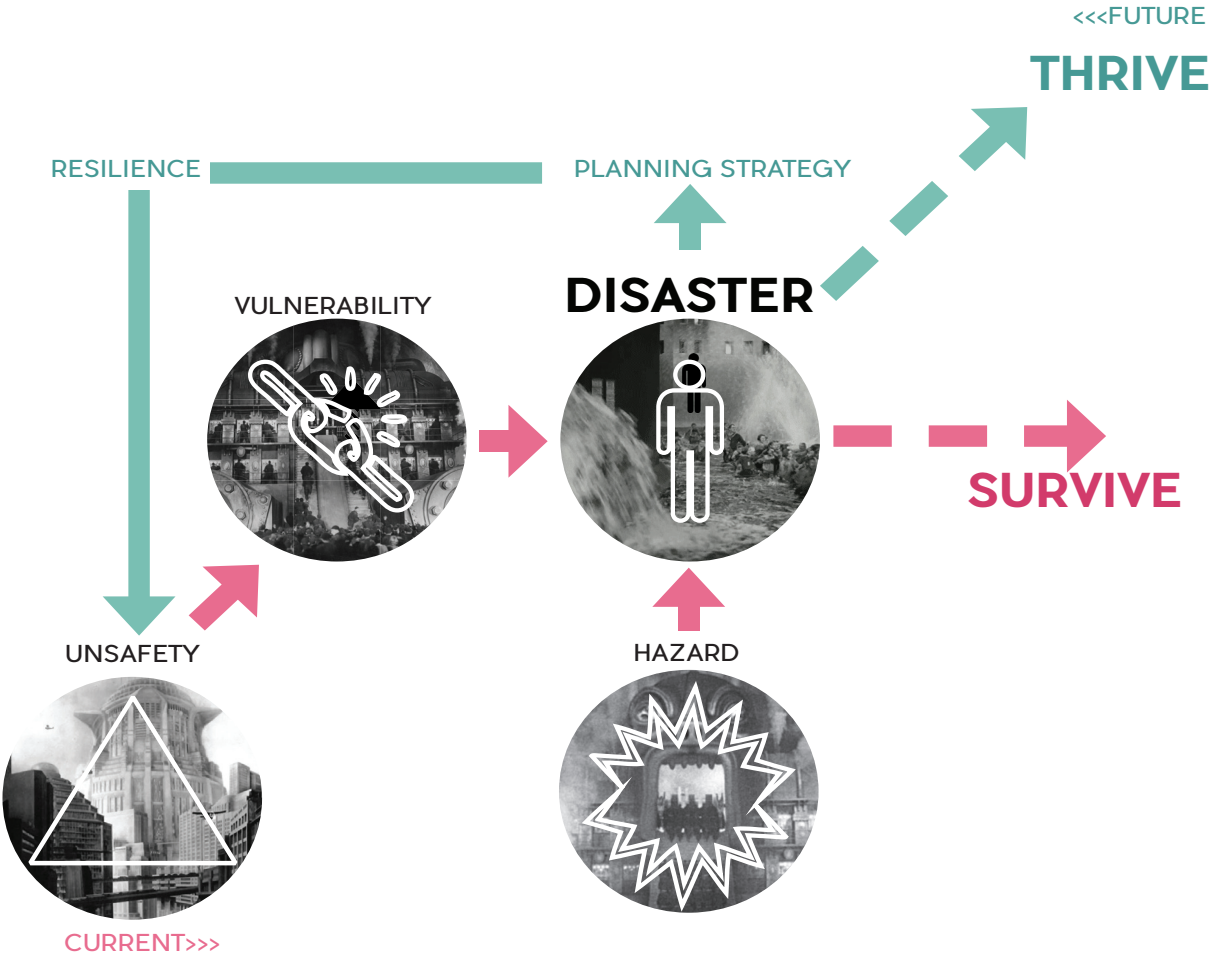 <<<FUTURE
THRIVE
RESILIENCE
PLANNING STRATEGY
VULNERABILITY
DISASTER
SURVIVE
UNSAFETY
HAZARD
CURRENT>>>